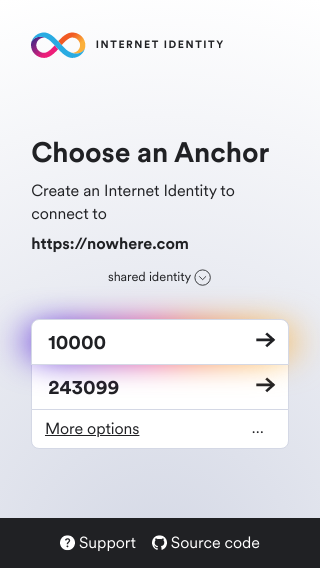 INTERNET IDENTITY
Choose an Anchor
Create an Internet Identity to
connect to
https://nowhere.com
shared identity
10000
243099
More options ...
Support Source code